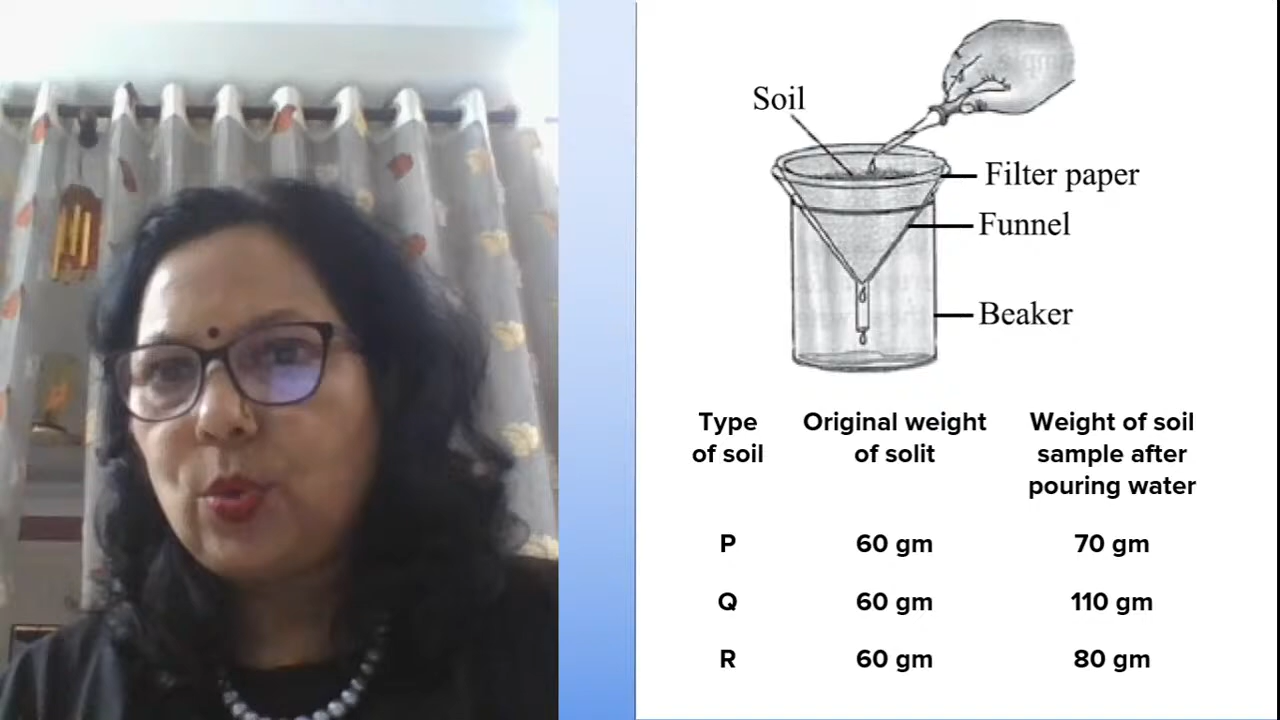 Soil
Filter paper
Funnel
Beaker
Type of soil
Original weight of solit
Weight of soil sample after pouring water
P 60 gm 70 gm
Q 60 gm 110 gm
R 60 gm 80 gm